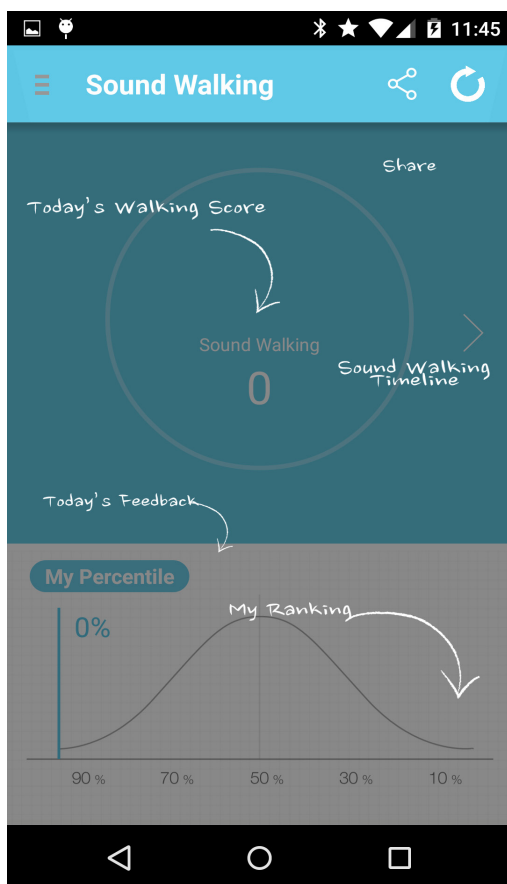 11:45
Sound Walking
Share
Today's Walking Score
Sound Walking
0
Sound Walking
Timeline
Today's Feedback
My Percentile
0%
My Ranking
90 % 70 % 50 % 30 % 10 %